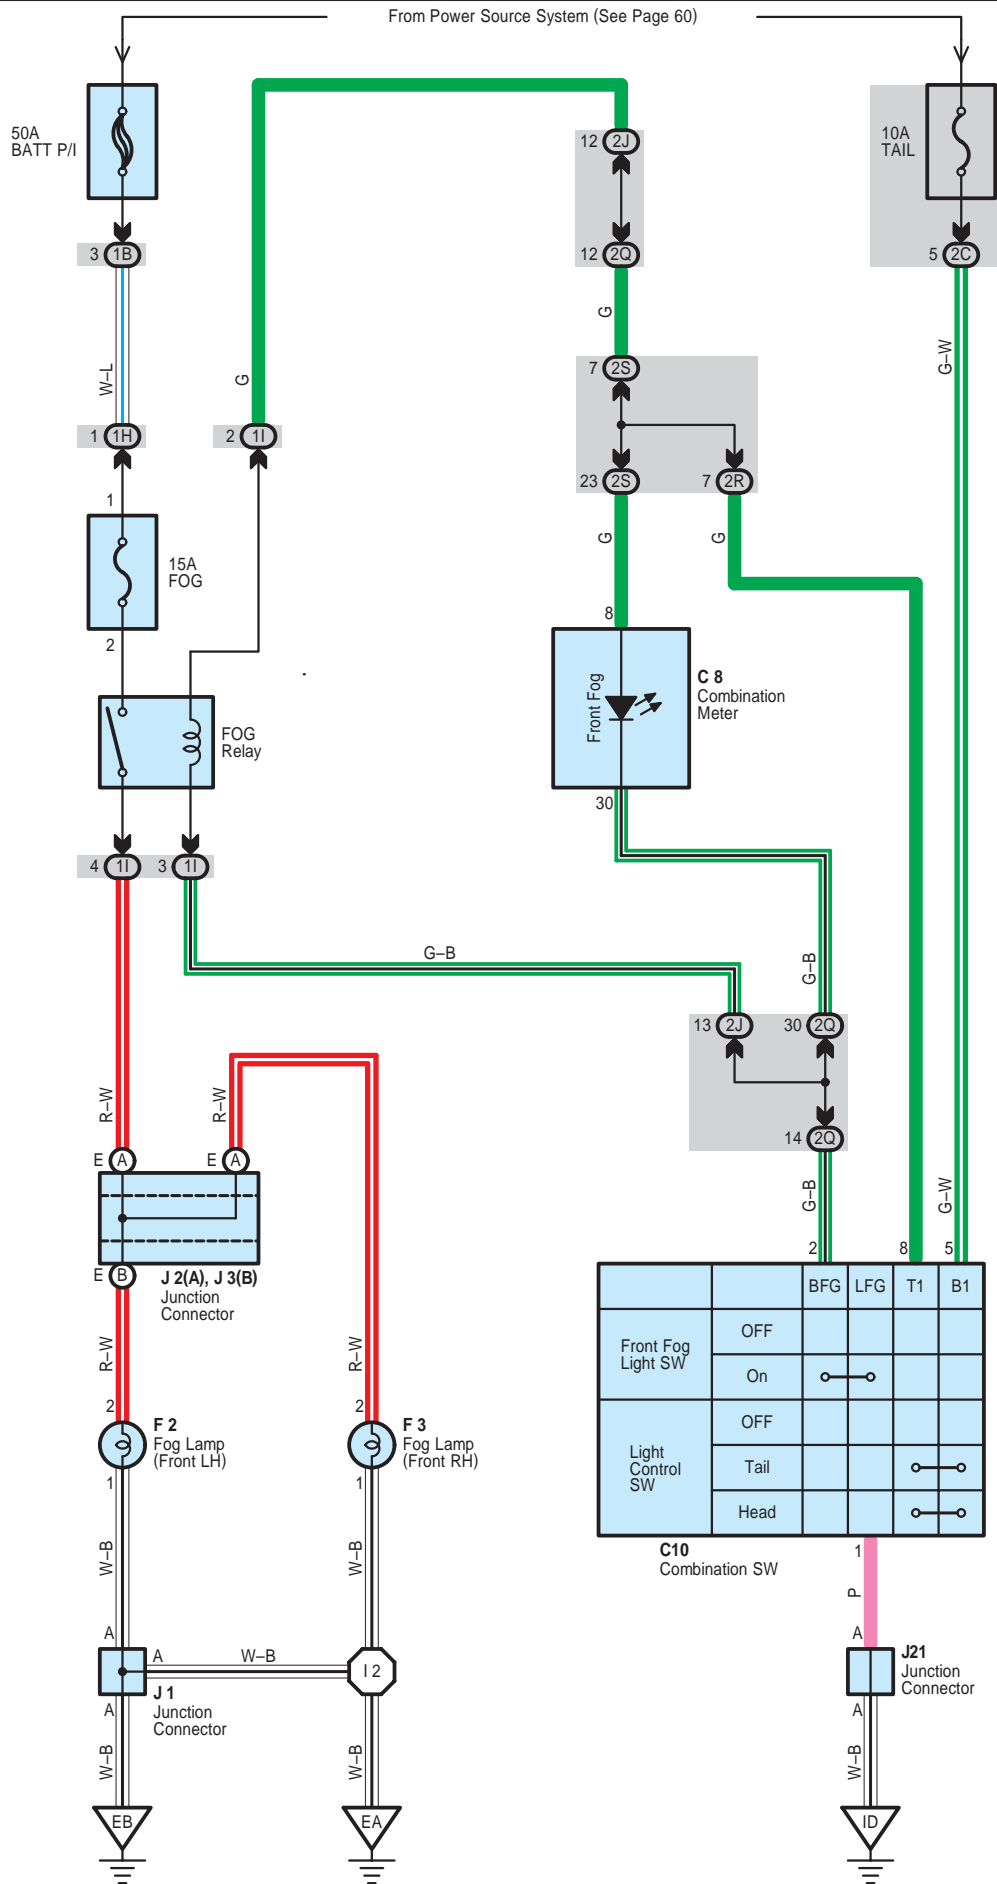 From Power Source System (See Page 60)
50A
BATT P/I
10A
TAIL
12 2J
3 1B
12 2Q
5 2C
W–L
G
G
G–W
7 2S
1 1H
2 1I
23 2S
7 2R
1
15A
FOG
2
G
G
8
Front Fog
C 8
Combination
Meter
30
FOG
Relay
4 1I
3 1I
G–B
G–B
13 2J
30 2Q
R–W
R–W
14 2Q
E A
E A
G–B
G–W
E B
J 2(A), J 3(B)
Junction
Connector
2
8
5
BFG LFG T1 B1
Front Fog
Light SW
OFF
On
Light
Control
SW
OFF
Tail
Head
R–W
R–W
2
F 2
Fog Lamp
(Front LH)
1
2
F 3
Fog Lamp
(Front RH)
1
C10
Combination SW
1
W–B
W–B
P
A
A
W–B
I 2
A
J 1
Junction
Connector
A
J21
Junction
Connector
A
W–B
W–B
W–B
EB
EA
ID